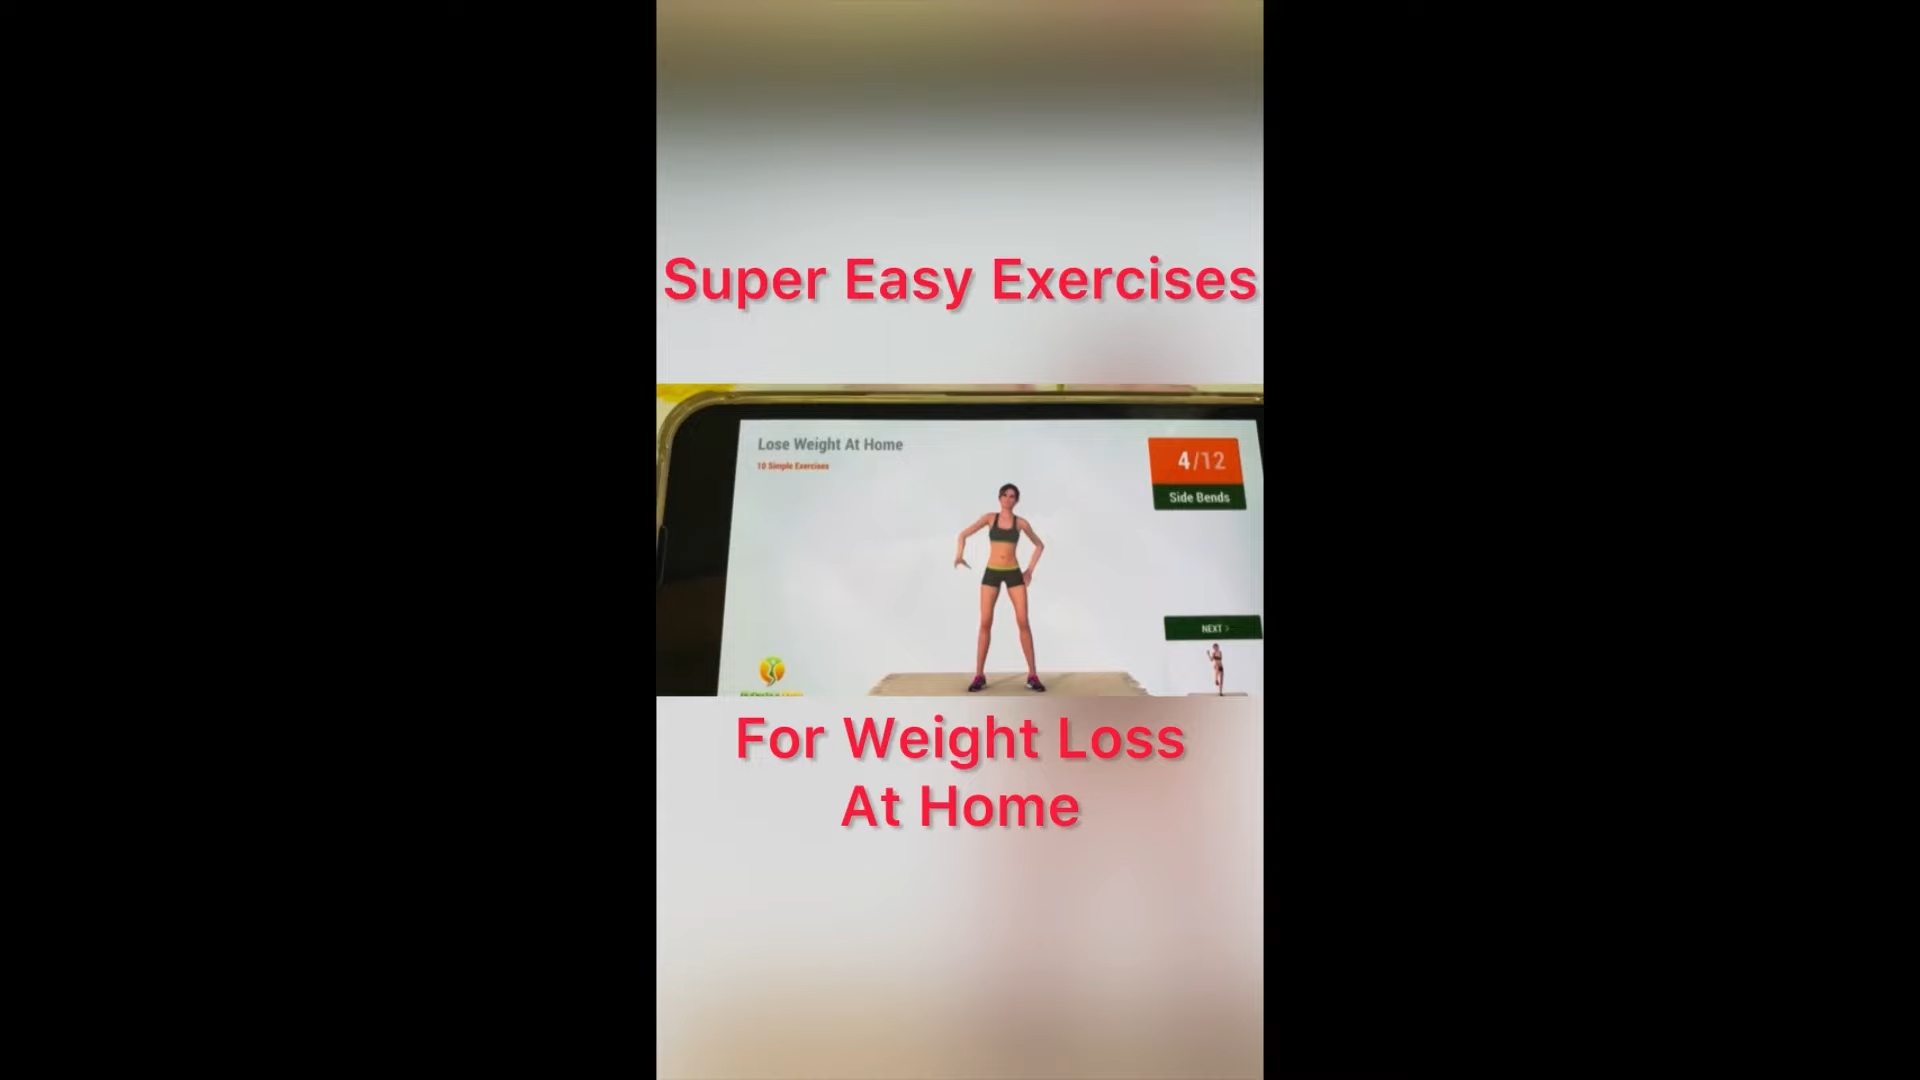 Super Easy Exercises
Lose Weight At Home
10 Simple Exercises
4/12
Side Bends
NEXT >
For Weight Loss
At Home